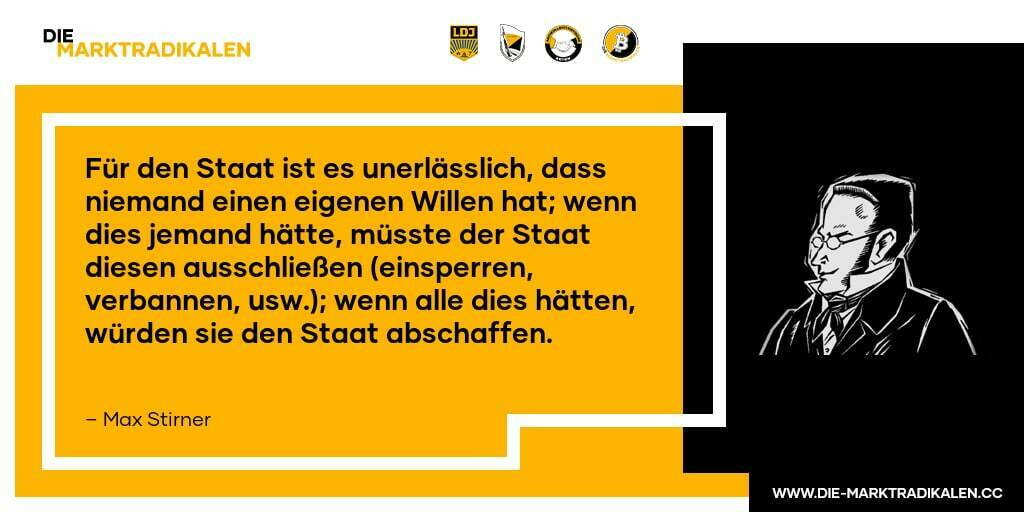 DIE
MARKTRADIKALEN
LDJ
Für den Staat ist es unerlässlich, dass
niemand einen eigenen Willen hat; wenn
dies jemand hätte, müsste der Staat
diesen ausschließen (einsperren,
verbannen, usw.); wenn alle dies hätten,
würden sie den Staat abschaffen.
– Max Stirner
WWW.DIE-MARKTRADIKALEN.CC